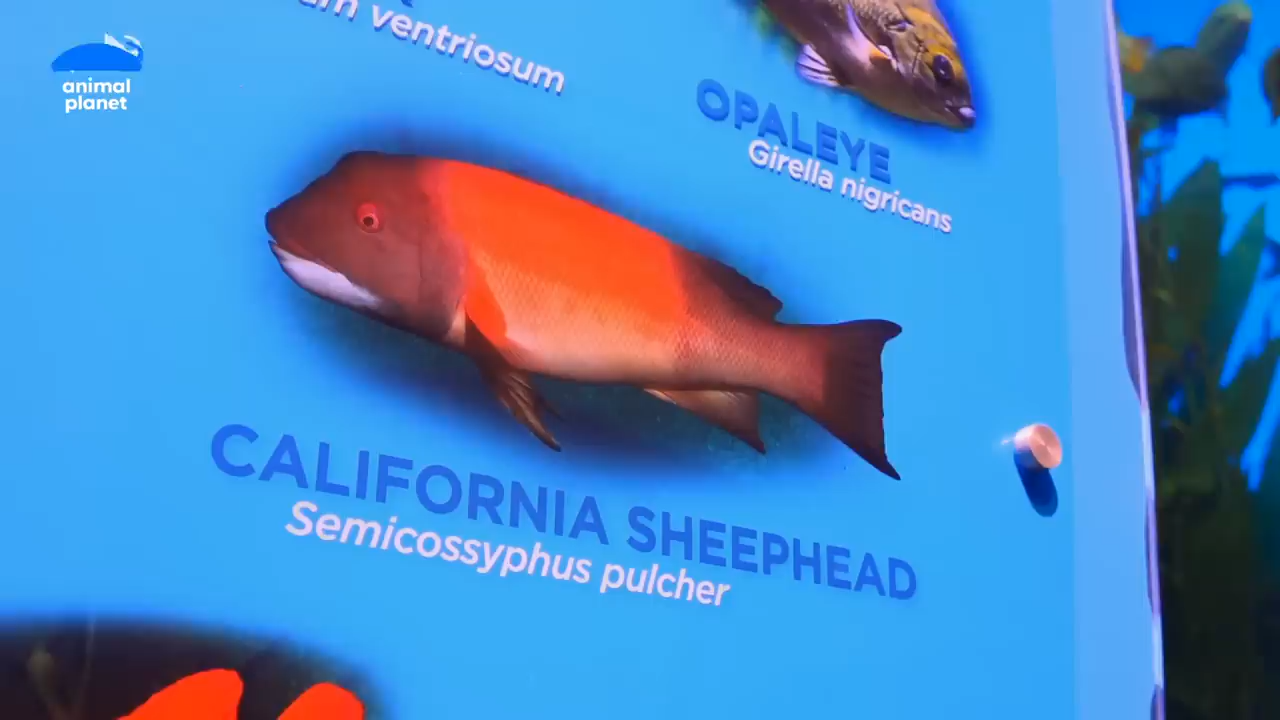 ventriosum
animal
planet
OPALEYE
Girella nigricans
CALIFORNIA SHEEPHEAD
Semicossyphus pulcher